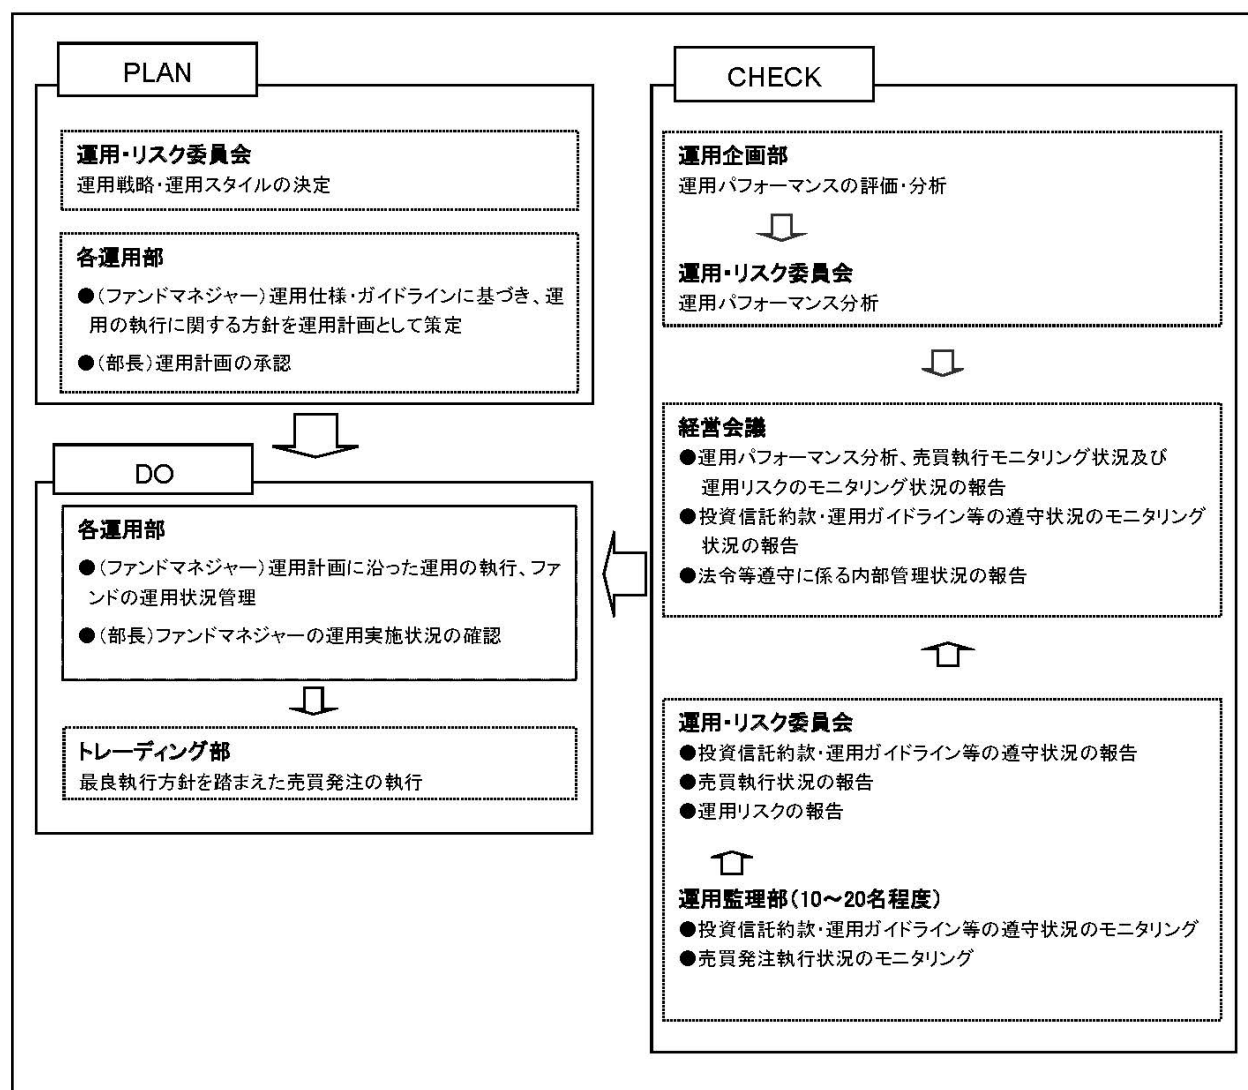 PLAN
運用・リスク委員会
運用戦略・運用スタイルの決定
各運用部
●(ファンドマネジャー)運用仕様・ガイドラインに基づき、運
用の執行に関する方針を運用計画として策定
●(部長)運用計画の承認
DO
各運用部
●(ファンドマネジャー)運用計画に沿った運用の執行、ファ
ンドの運用状況管理
●(部長)ファンドマネジャーの運用実施状況の確認
トレーディング部
最良執行方針を踏まえた売買発注の執行
CHECK
運用企画部
運用パフォーマンスの評価・分析
運用・リスク委員会
運用パフォーマンス分析
経営会議
●運用パフォーマンス分析、売買執行モニタリング状況及び
運用リスクのモニタリング状況の報告
●投資信託約款・運用ガイドライン等の遵守状況のモニタリング
状況の報告
●法令等遵守に係る内部管理状況の報告
運用・リスク委員会
●投資信託約款・運用ガイドライン等の遵守状況の報告
●売買執行状況の報告
●運用リスクの報告
運用監理部(10～20名程度)
●投資信託約款・運用ガイドライン等の遵守状況のモニタリング
●売買発注執行状況のモニタリング